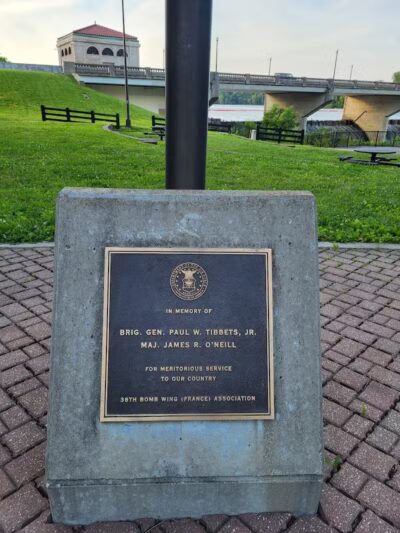 IN MEMORY OF
BRIG. GEN. PAUL W. TIBBETS, JR.
MAJ. JAMES R. O'NEILL
FOR MERITORIOUS SERVICE
TO OUR COUNTRY
38TH BOMB WING (FRANCE) ASSOCIATION